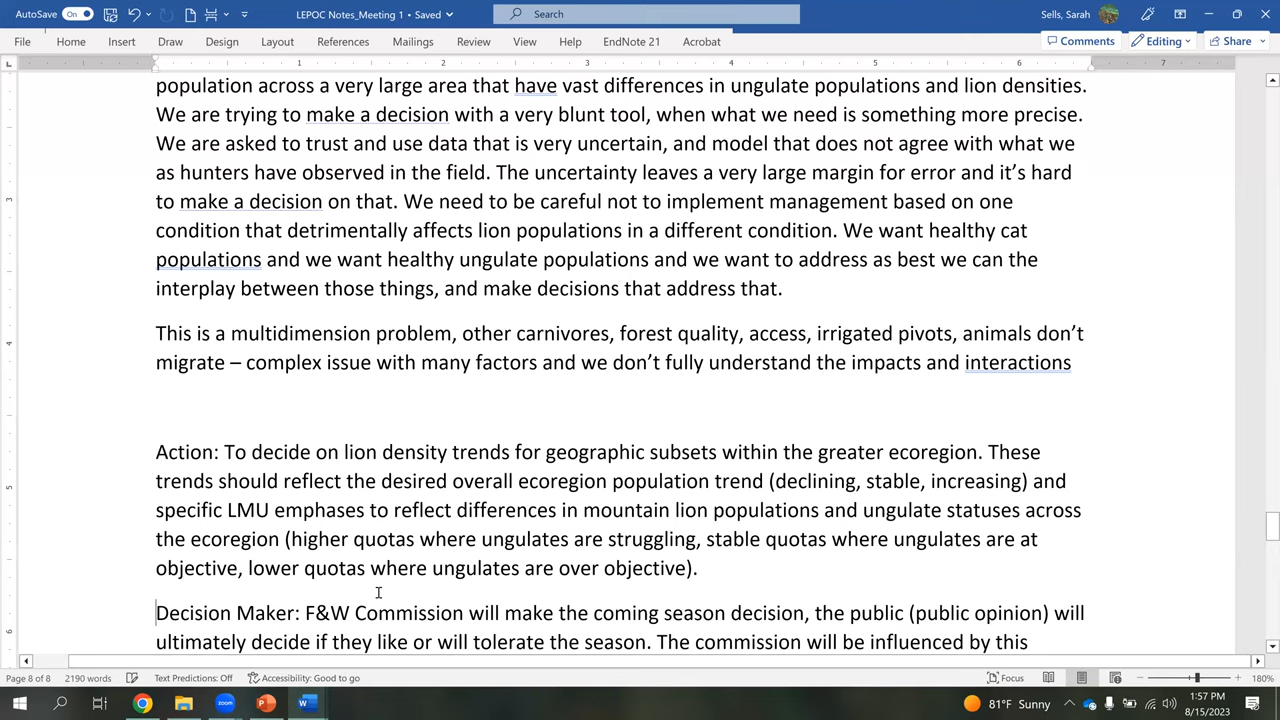 AutoSave On LEPOC Notes_Meeting 1 • Saved Search Sells, Sarah
File Home Insert Draw Design Layout References Mailings Review View Help EndNote 21 Acrobat Comments Editing Share
1 2 3 4 5 6 7
population across a very large area that have vast differences in ungulate populations and lion densities.
We are trying to make a decision with a very blunt tool, when what we need is something more precise.
We are asked to trust and use data that is very uncertain, and model that does not agree with what we
as hunters have observed in the field. The uncertainty leaves a very large margin for error and it’s hard
to make a decision on that. We need to be careful not to implement management based on one
condition that detrimentally affects lion populations in a different condition. We want healthy cat
populations and we want healthy ungulate populations and we want to address as best we can the
interplay between those things, and make decisions that address that.
This is a multidimension problem, other carnivores, forest quality, access, irrigated pivots, animals don’t
migrate – complex issue with many factors and we don’t fully understand the impacts and interactions
Action: To decide on lion density trends for geographic subsets within the greater ecoregion. These
trends should reflect the desired overall ecoregion population trend (declining, stable, increasing) and
specific LMU emphases to reflect differences in mountain lion populations and ungulate statuses across
the ecoregion (higher quotas where ungulates are struggling, stable quotas where ungulates are at
objective, lower quotas where ungulates are over objective).
Decision Maker: F&W Commission will make the coming season decision, the public (public opinion) will
ultimately decide if they like or will tolerate the season. The commission will be influenced by this
3
4
5
6
Page 8 of 8 2190 words Text Predictions: Off Accessibility: Good to go Focus 180%
zoom 81°F Sunny 1:57 PM
8/15/2023